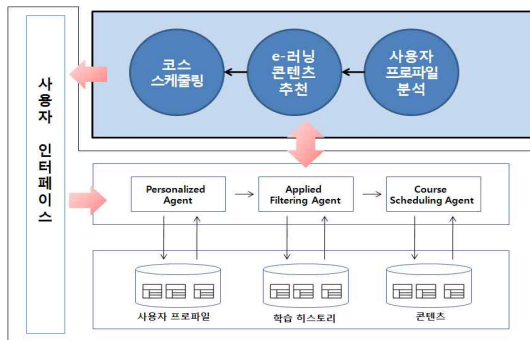 사용자 인터페이스
코스
스케줄링
e-러닝
콘텐츠
추천
사용자
프로파일
분석
Personalized
Agent
Applied
Filtering Agent
Course
Scheduling Agent
사용자 프로파일
학습 히스토리
콘텐츠